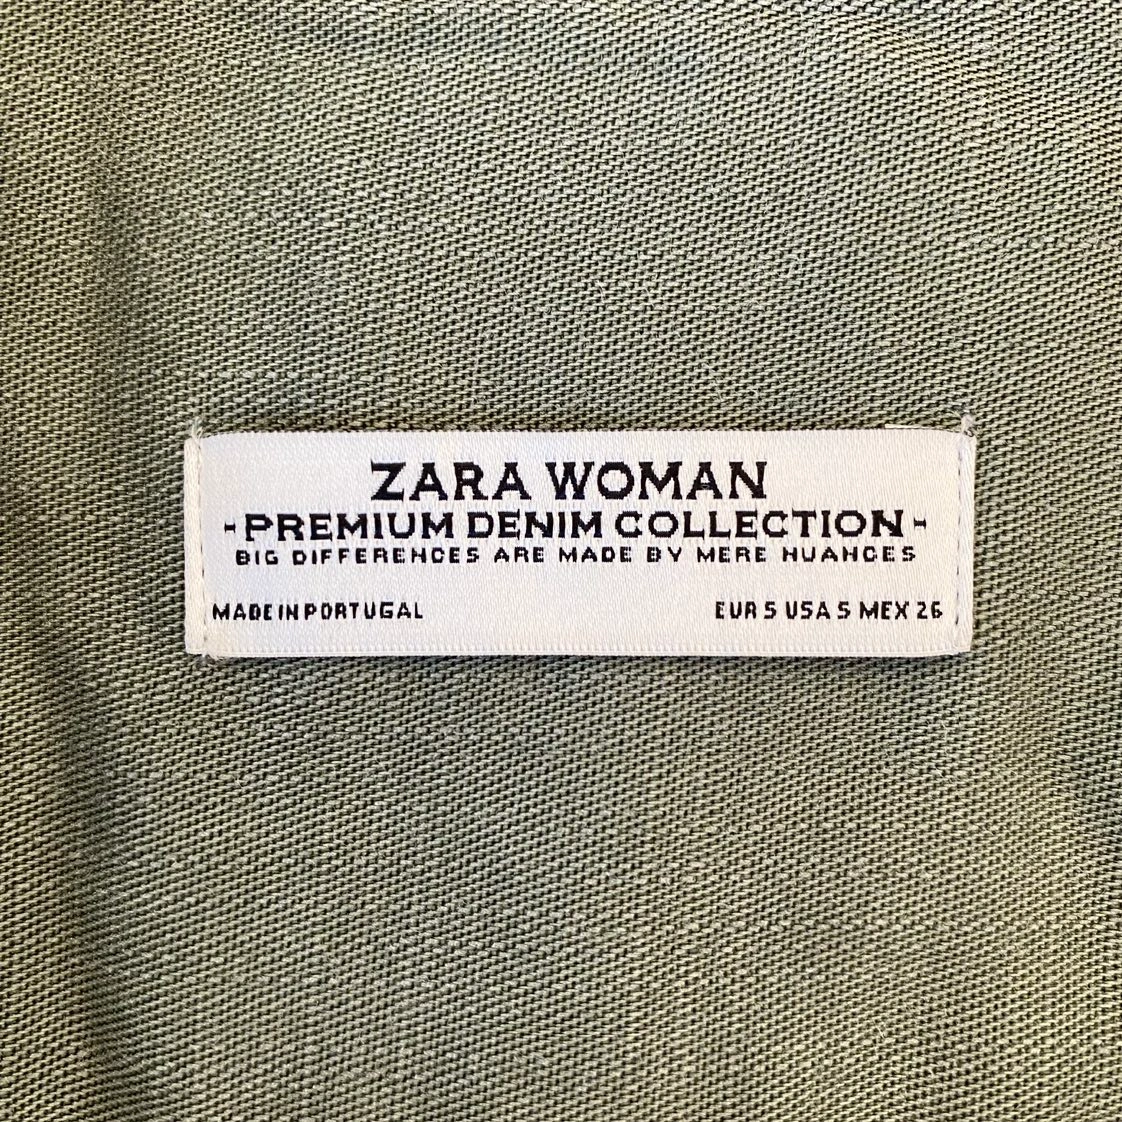 ZARA WOMAN
-PREMIUM DENIM COLLECTION-
BIG DIFFERENCES ARE MADE BY MERE NUANCES
MADE IN PORTUGAL
EUR S USA S MEX 26